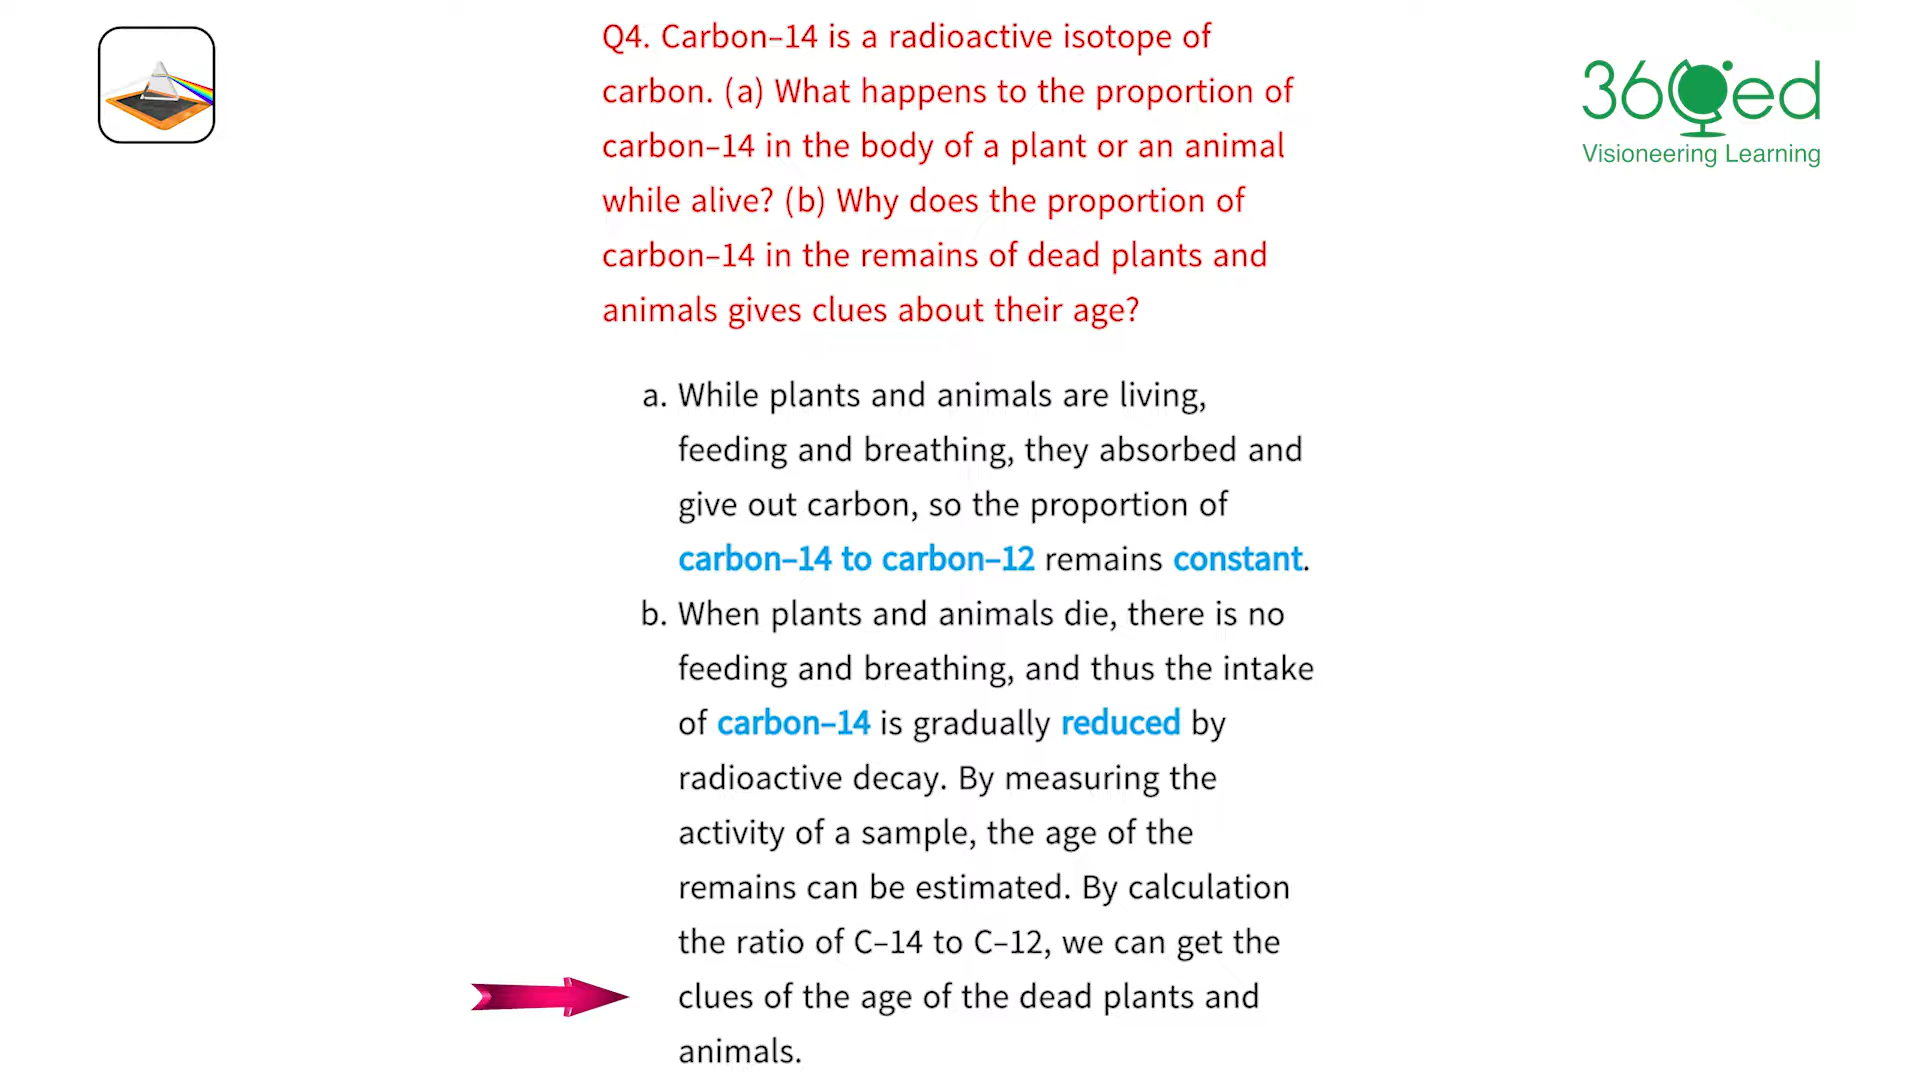 Q4. Carbon–14 is a radioactive isotope of
carbon. (a) What happens to the proportion of
carbon–14 in the body of a plant or an animal
while alive? (b) Why does the proportion of
carbon–14 in the remains of dead plants and
animals gives clues about their age?
360ed
Visioneering Learning
a. While plants and animals are living,
feeding and breathing, they absorbed and
give out carbon, so the proportion of
carbon–14 to carbon–12 remains constant.
b. When plants and animals die, there is no
feeding and breathing, and thus the intake
of carbon–14 is gradually reduced by
radioactive decay. By measuring the
activity of a sample, the age of the
remains can be estimated. By calculation
the ratio of C–14 to C–12, we can get the
clues of the age of the dead plants and
animals.